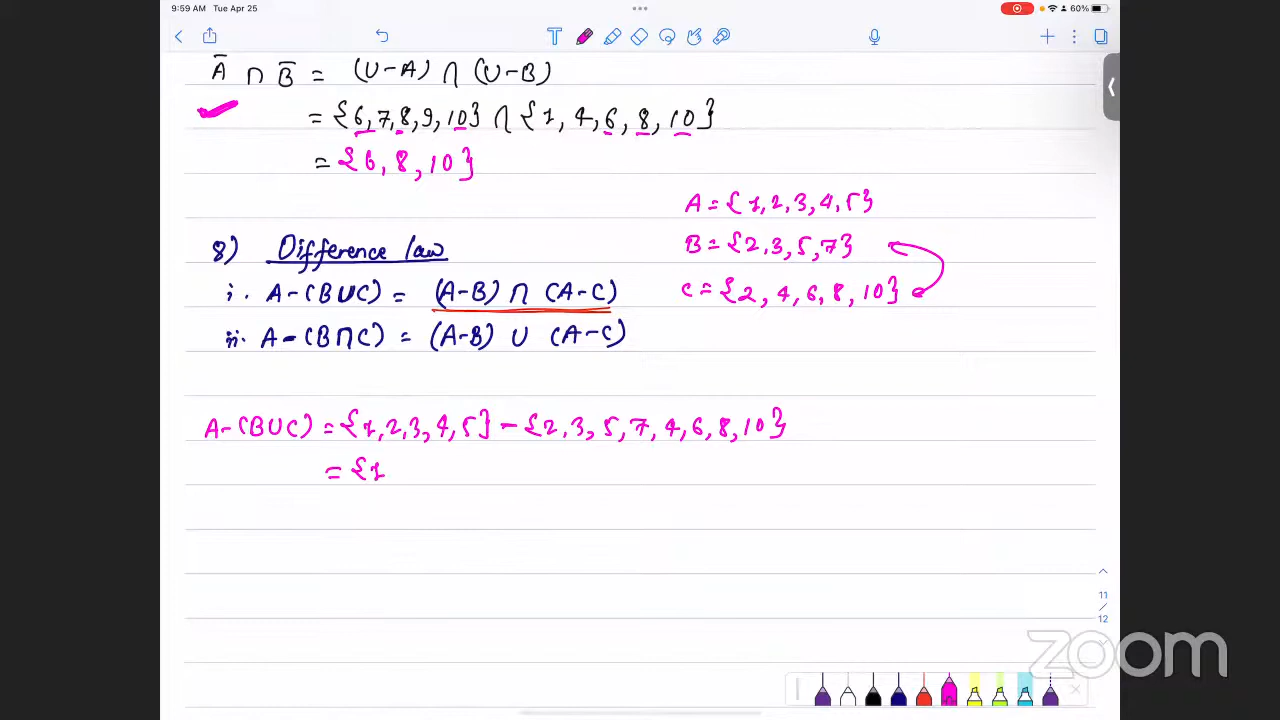 9:59 AM Tue Apr 25
60%
Ā ∩ B̄ = (U-A) ∩ (U-B)
= {6,7,8,9,10} ∩ {1,4,6,8,10}
= {6,8,10}
A = {1,2,3,4,5}
B = {2,3,5,7}
C = {2,4,6,8,10}
8) Difference law
i. A-(B∪C) = (A-B) ∩ (A-C)
ii. A-(B∩C) = (A-B) ∪ (A-C)
A-(B∪C) = {1,2,3,4,5} - {2,3,5,7,4,6,8,10}
= {1
11
/
12
zoom